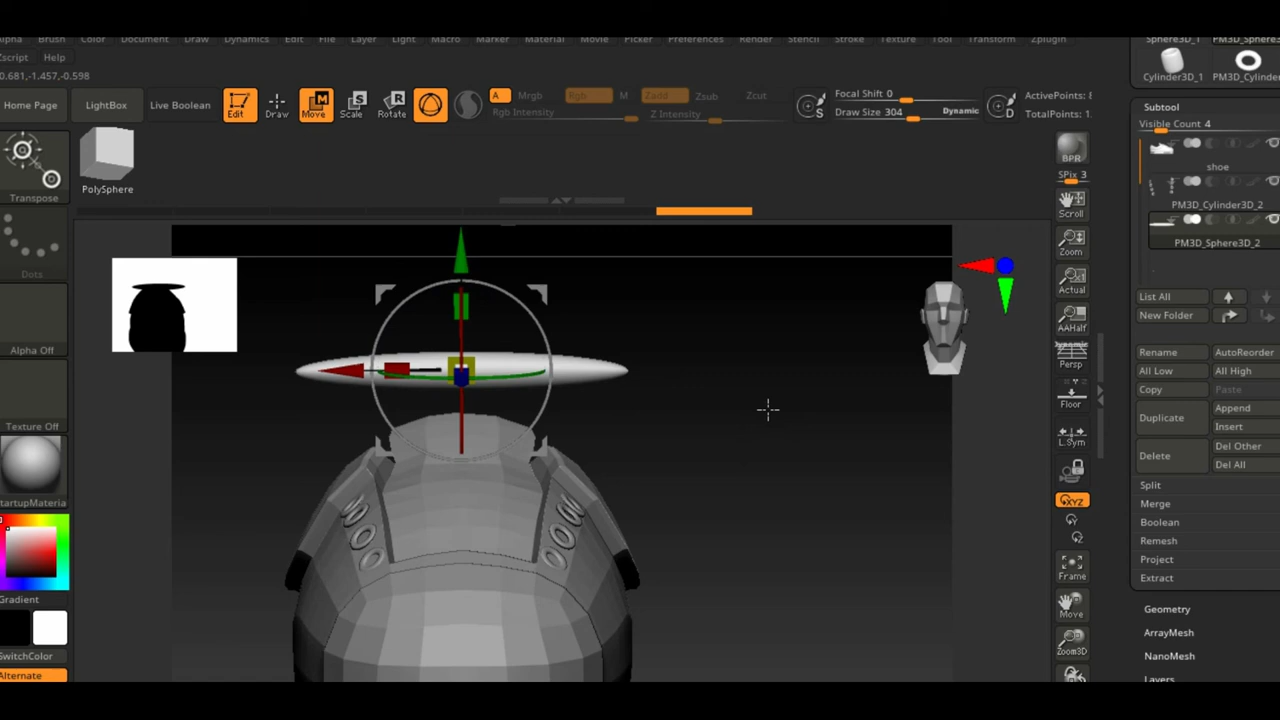 Alpha Brush Color Document Draw Dynamics Edit File Layer Light Macro Marker Material Movie Picker Preferences Render Stencil Stroke Texture Tool Transform Zplugin
Zscript Help
0.681,-1.457,-0.598
Home Page LightBox Live Boolean Edit Draw Move Scale Rotate A Mrgb Rgb M Zadd Zsub Zcut
Rgb Intensity Z Intensity
S Focal Shift 0
Draw Size 304 Dynamic D
ActivePoints: 8
TotalPoints: 1.
Sphere3D_1 PM3D_Sphere3
Cylinder3D_1 PM3D_Cylinder
Subtool
Visible Count 4
shoe
PM3D_Cylinder3D_2
PM3D_Sphere3D_2
List All
New Folder
Rename AutoReorder
All Low All High
Copy Paste
Duplicate Append
Insert
Delete Del Other
Del All
Split
Merge
Boolean
Remesh
Project
Extract
Geometry
ArrayMesh
NanoMesh
Layers
Transpose
PolySphere
Dots
Alpha Off
Texture Off
StartupMateria
Gradient
SwitchColor
Alternate
BPR
SPix 3
Scroll
Zoom
Actual
AAHalf
Dynamic
Persp
Floor
L.Sym
XYZ
Frame
Move
Zoom3D